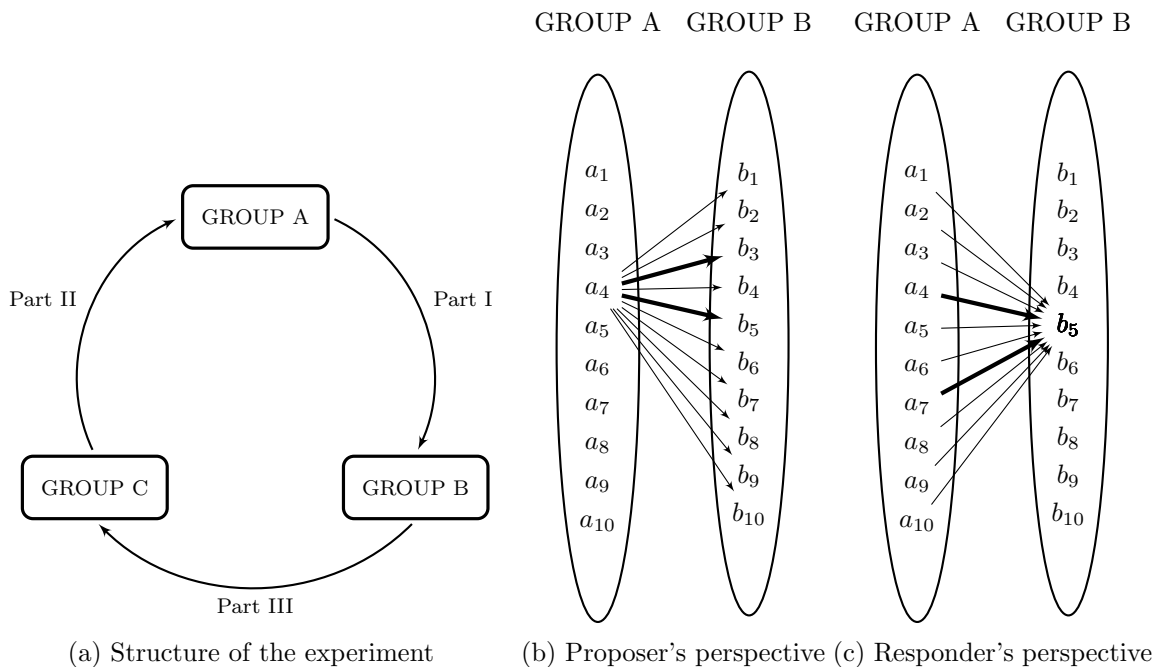 GROUP A GROUP B GROUP A GROUP B
GROUP A
Part II
Part I
GROUP C
GROUP B
Part III
(a) Structure of the experiment
a1
a2
a3
a4
a5
a6
a7
a8
a9
a10
b1
b2
b3
b4
b5
b6
b7
b8
b9
b10
(b) Proposer's perspective
a1
a2
a3
a4
a5
a6
a7
a8
a9
a10
b1
b2
b3
b4
b5
b6
b7
b8
b9
b10
(c) Responder's perspective